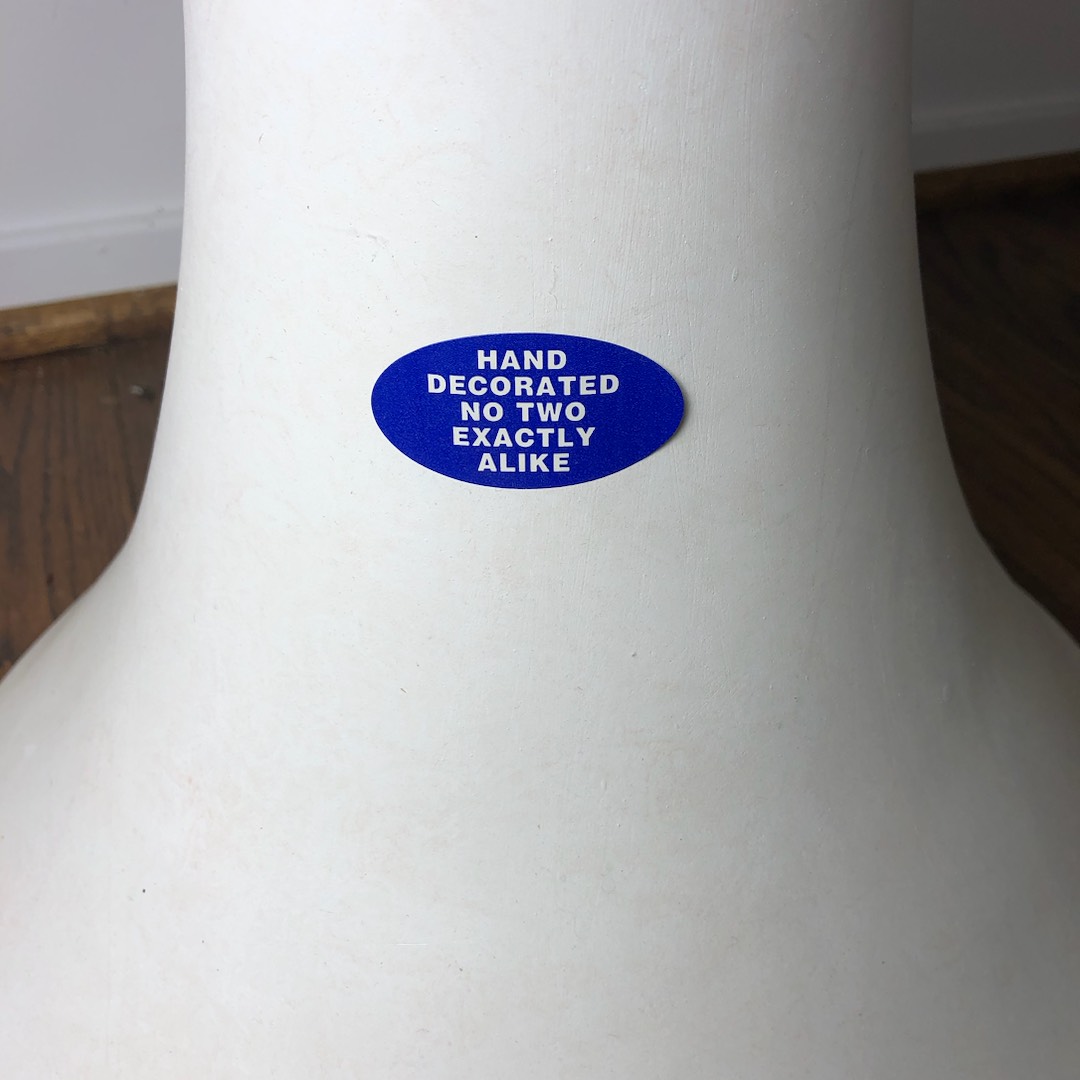 HAND
DECORATED
NO TWO
EXACTLY
ALIKE